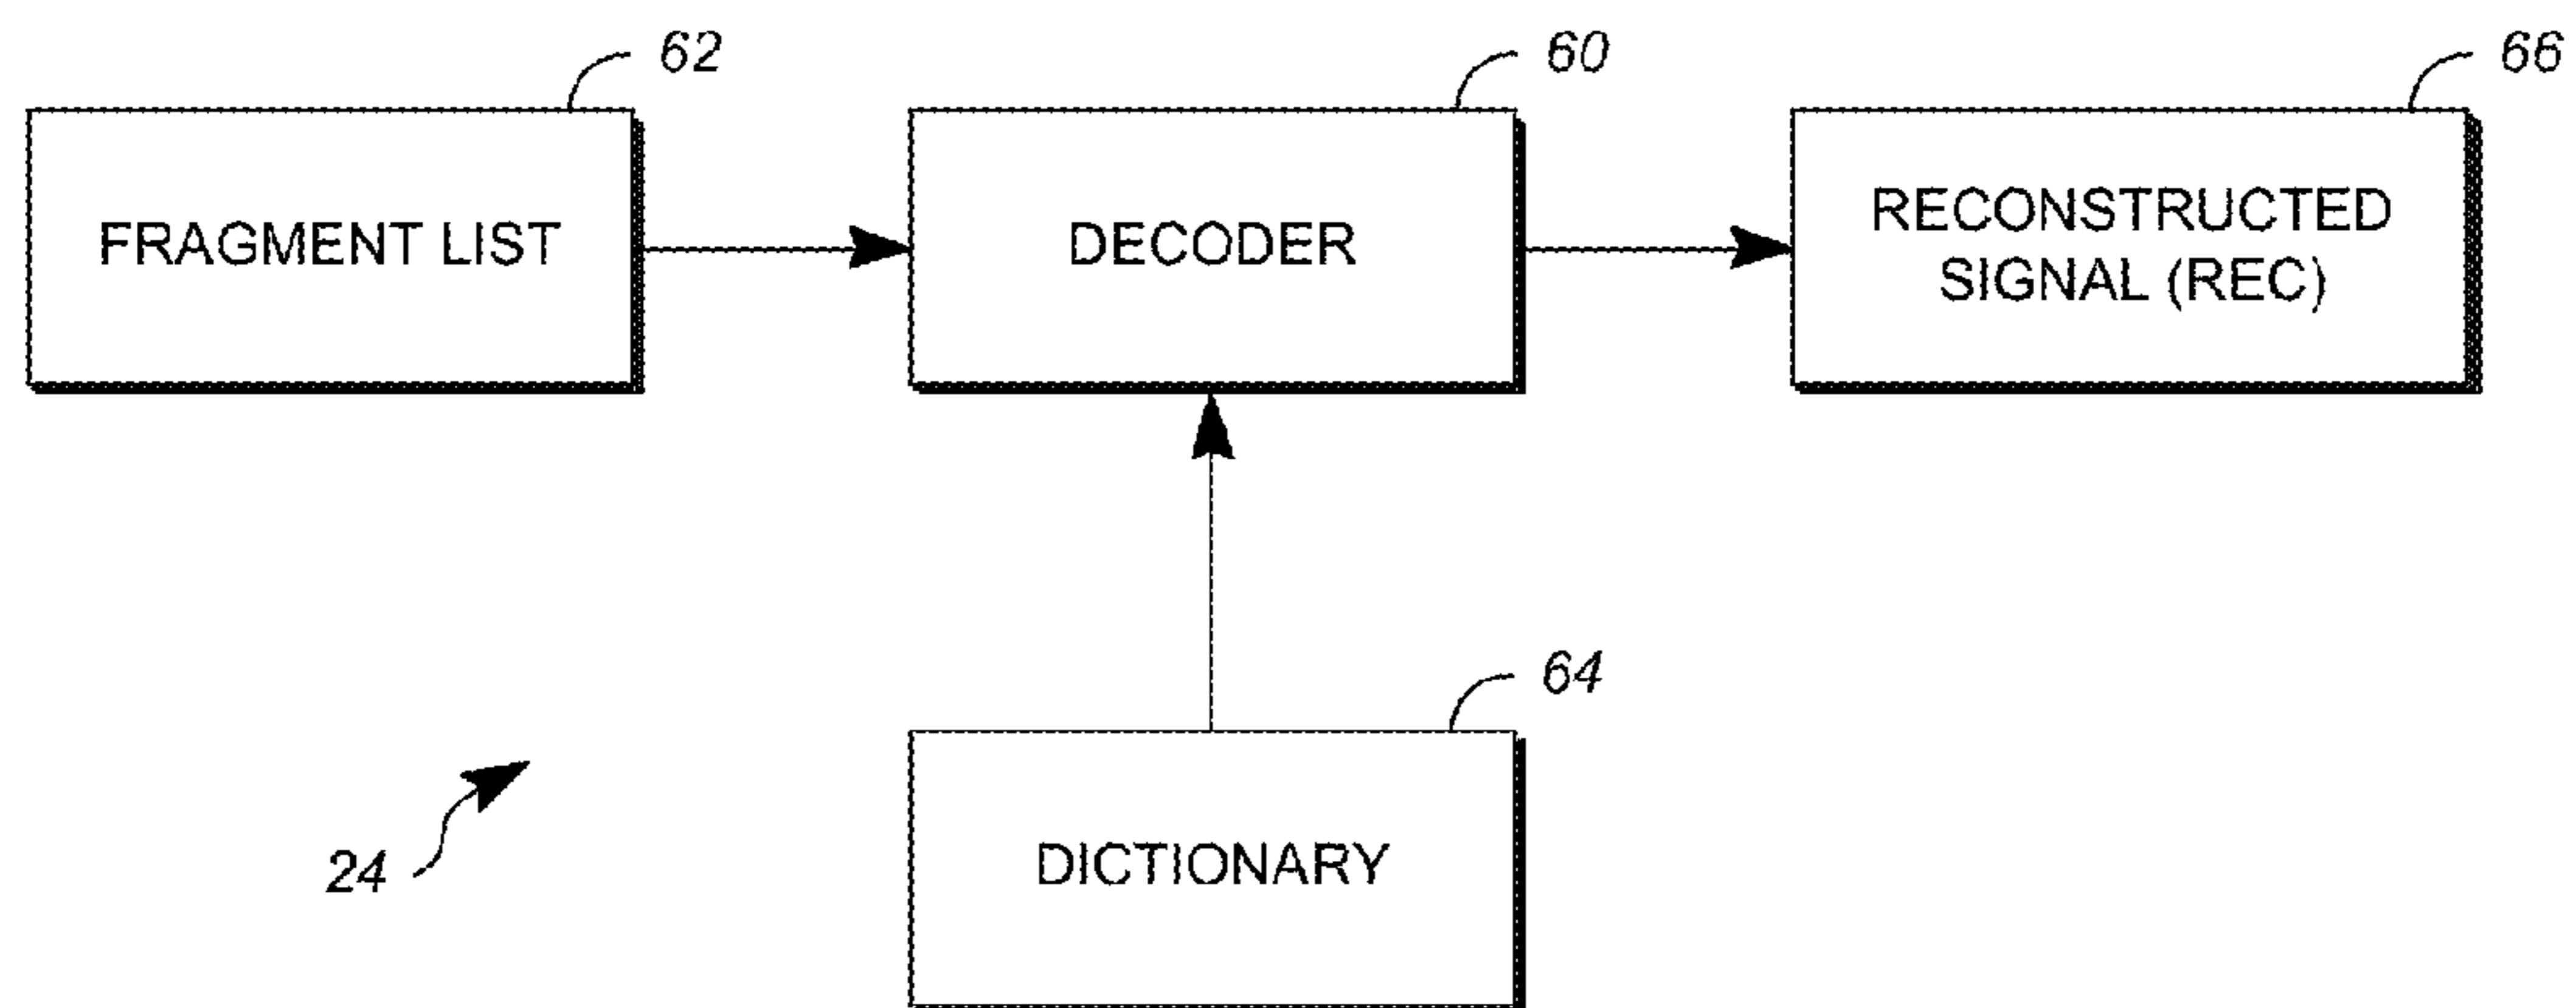 62
60
66
FRAGMENT LIST
DECODER
RECONSTRUCTED
SIGNAL (REC)
64
24
DICTIONARY